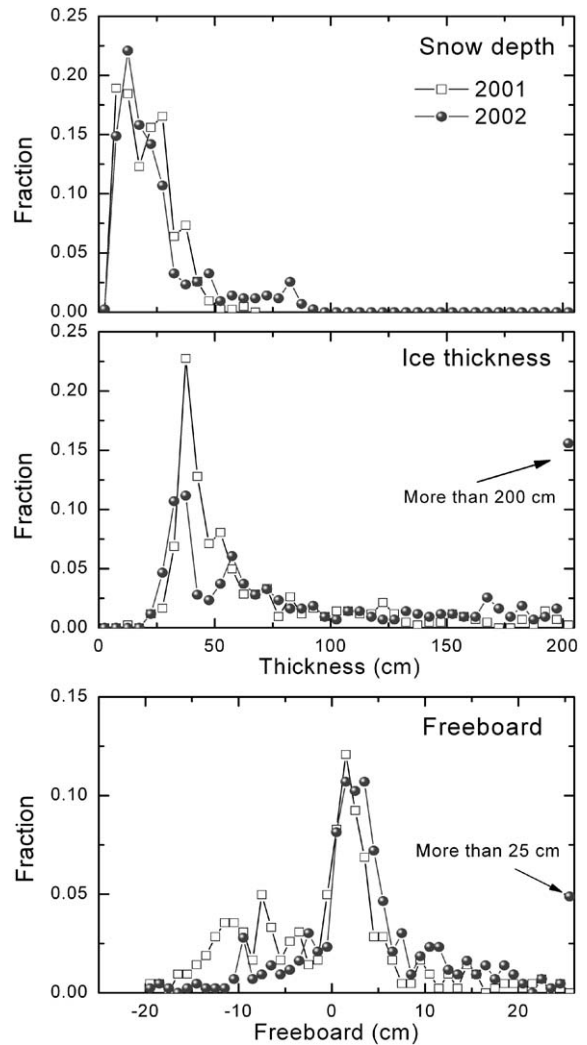 0.25
Snow depth
0.20
2001
2002
0.15
Fraction
0.10
0.05
0.00
0.25
Ice thickness
0.20
0.15
Fraction
More than 200 cm
0.10
0.05
0.00
0 50 100 150 200
Thickness (cm)
0.15
Freeboard
0.10
Fraction
More than 25 cm
0.05
0.00
-20 -10 0 10 20
Freeboard (cm)